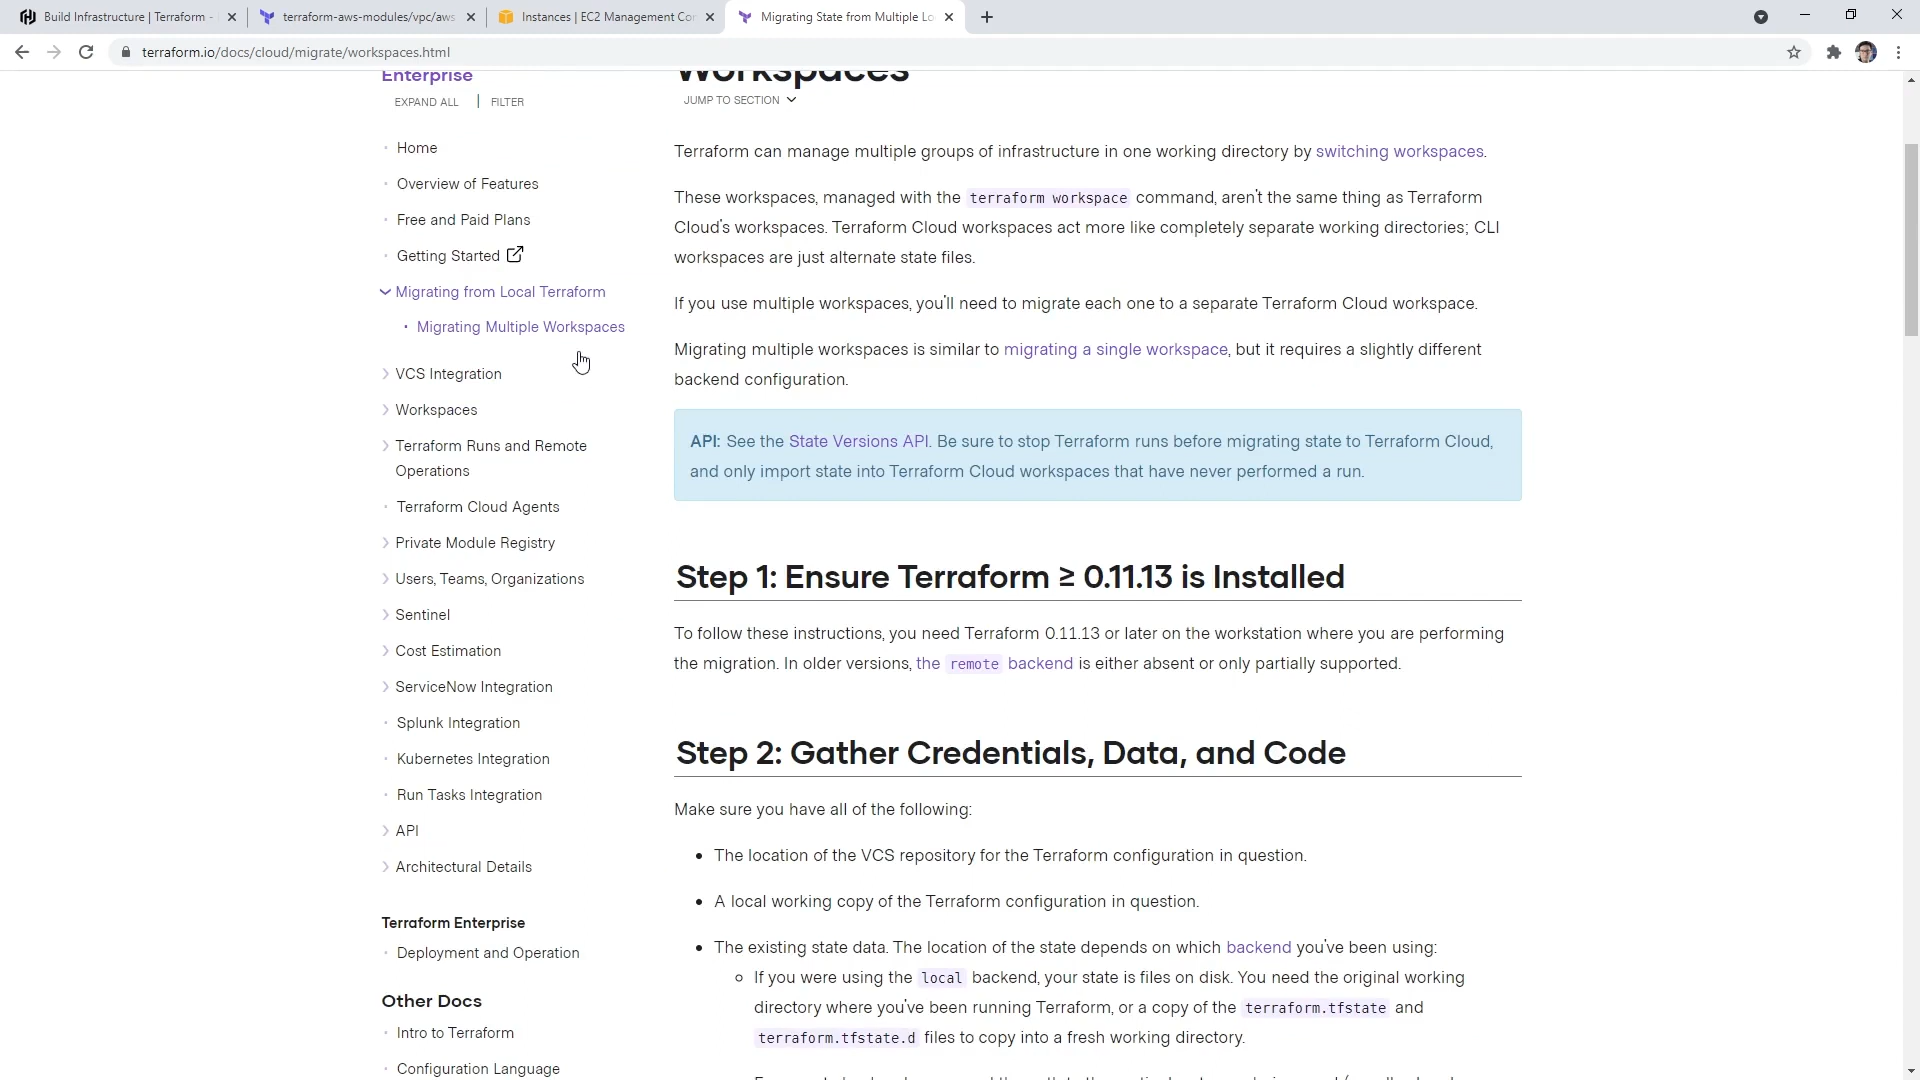 Build Infrastructure | Terraform -
terraform-aws-modules/vpc/aws
Instances | EC2 Management Con
Migrating State from Multiple Lo
terraform.io/docs/cloud/migrate/workspaces.html
Enterprise
EXPAND ALL | FILTER
Home
Overview of Features
Free and Paid Plans
Getting Started
Migrating from Local Terraform
Migrating Multiple Workspaces
VCS Integration
Workspaces
Terraform Runs and Remote
Operations
Terraform Cloud Agents
Private Module Registry
Users, Teams, Organizations
Sentinel
Cost Estimation
ServiceNow Integration
Splunk Integration
Kubernetes Integration
Run Tasks Integration
API
Architectural Details
Terraform Enterprise
Deployment and Operation
Other Docs
Intro to Terraform
Configuration Language
Workspaces
JUMP TO SECTION
Terraform can manage multiple groups of infrastructure in one working directory by switching workspaces.
These workspaces, managed with the terraform workspace command, aren't the same thing as Terraform
Cloud's workspaces. Terraform Cloud workspaces act more like completely separate working directories; CLI
workspaces are just alternate state files.
If you use multiple workspaces, you'll need to migrate each one to a separate Terraform Cloud workspace.
Migrating multiple workspaces is similar to migrating a single workspace, but it requires a slightly different
backend configuration.
API: See the State Versions API. Be sure to stop Terraform runs before migrating state to Terraform Cloud,
and only import state into Terraform Cloud workspaces that have never performed a run.
Step 1: Ensure Terraform ≥ 0.11.13 is Installed
To follow these instructions, you need Terraform 0.11.13 or later on the workstation where you are performing
the migration. In older versions, the remote backend is either absent or only partially supported.
Step 2: Gather Credentials, Data, and Code
Make sure you have all of the following:
The location of the VCS repository for the Terraform configuration in question.
A local working copy of the Terraform configuration in question.
The existing state data. The location of the state depends on which backend you've been using:
If you were using the local backend, your state is files on disk. You need the original working
directory where you've been running Terraform, or a copy of the terraform.tfstate and
terraform.tfstate.d files to copy into a fresh working directory.